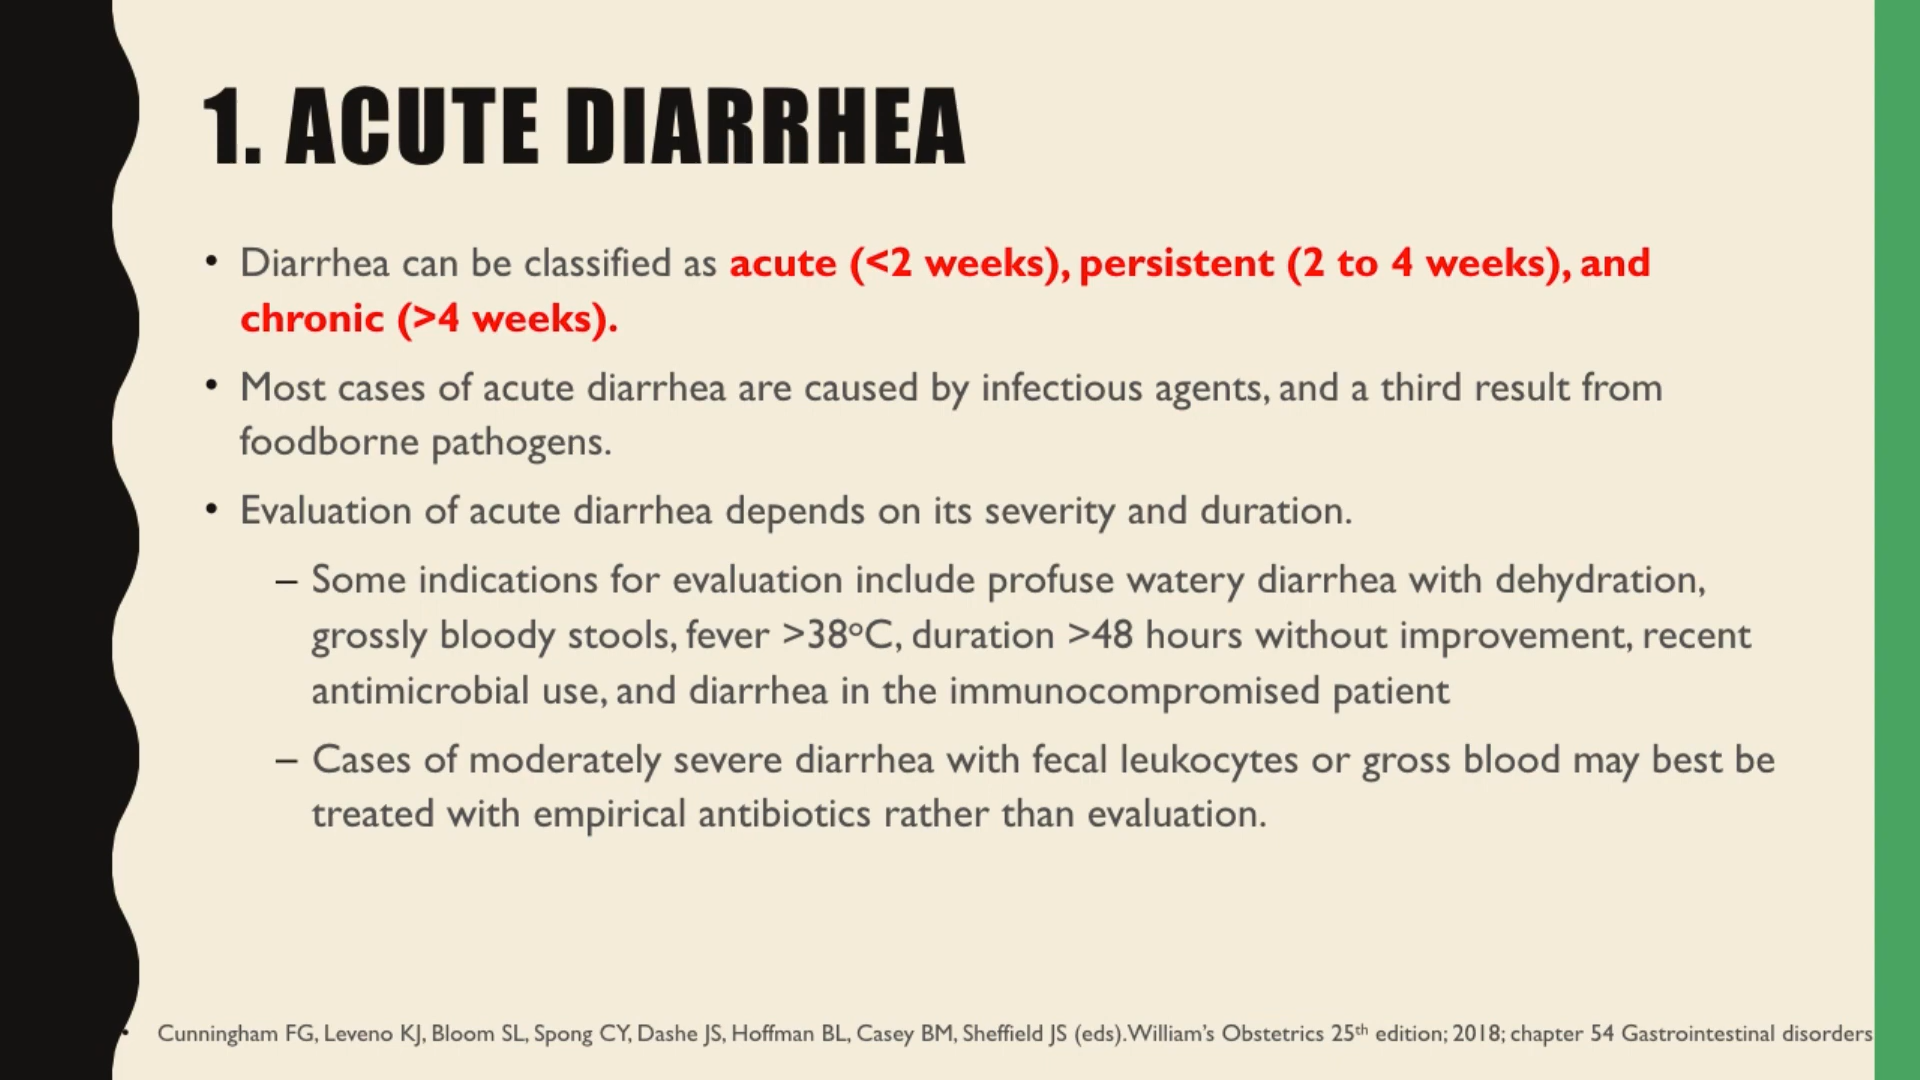 1. ACUTE DIARRHEA
• Diarrhea can be classified as acute (<2 weeks), persistent (2 to 4 weeks), and
chronic (>4 weeks).
• Most cases of acute diarrhea are caused by infectious agents, and a third result from
foodborne pathogens.
• Evaluation of acute diarrhea depends on its severity and duration.
– Some indications for evaluation include profuse watery diarrhea with dehydration,
grossly bloody stools, fever >38°C, duration >48 hours without improvement, recent
antimicrobial use, and diarrhea in the immunocompromised patient
– Cases of moderately severe diarrhea with fecal leukocytes or gross blood may best be
treated with empirical antibiotics rather than evaluation.
• Cunningham FG, Leveno KJ, Bloom SL, Spong CY, Dashe JS, Hoffman BL, Casey BM, Sheffield JS (eds).William’s Obstetrics 25th edition; 2018; chapter 54 Gastrointestinal disorders